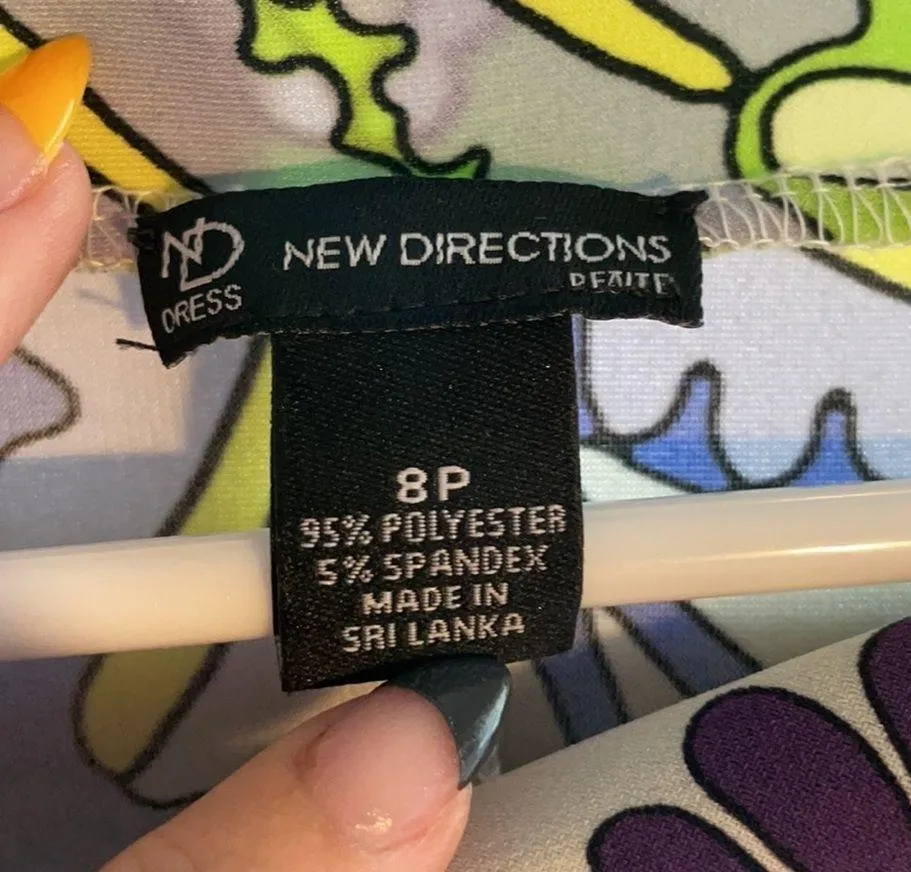 ND
DRESS
NEW DIRECTIONS
PETITE
8P
95% POLYESTER
5% SPANDEX
MADE IN
SRI LANKA